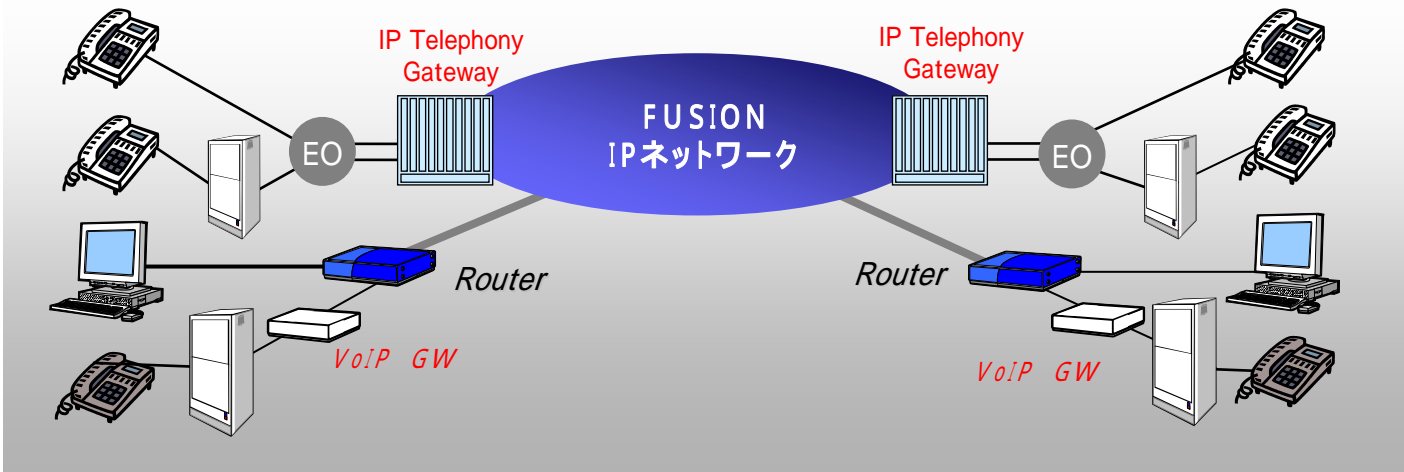 IP Telephony
Gateway
IP Telephony
Gateway
FUSION
IPネットワーク
EO
EO
Router
Router
VoIP GW
VoIP GW